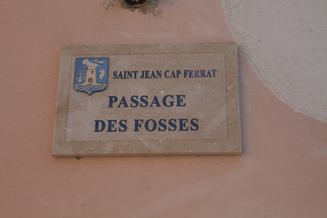 SAINT JEAN CAP FERRAT
PASSAGE
DES FOSSES